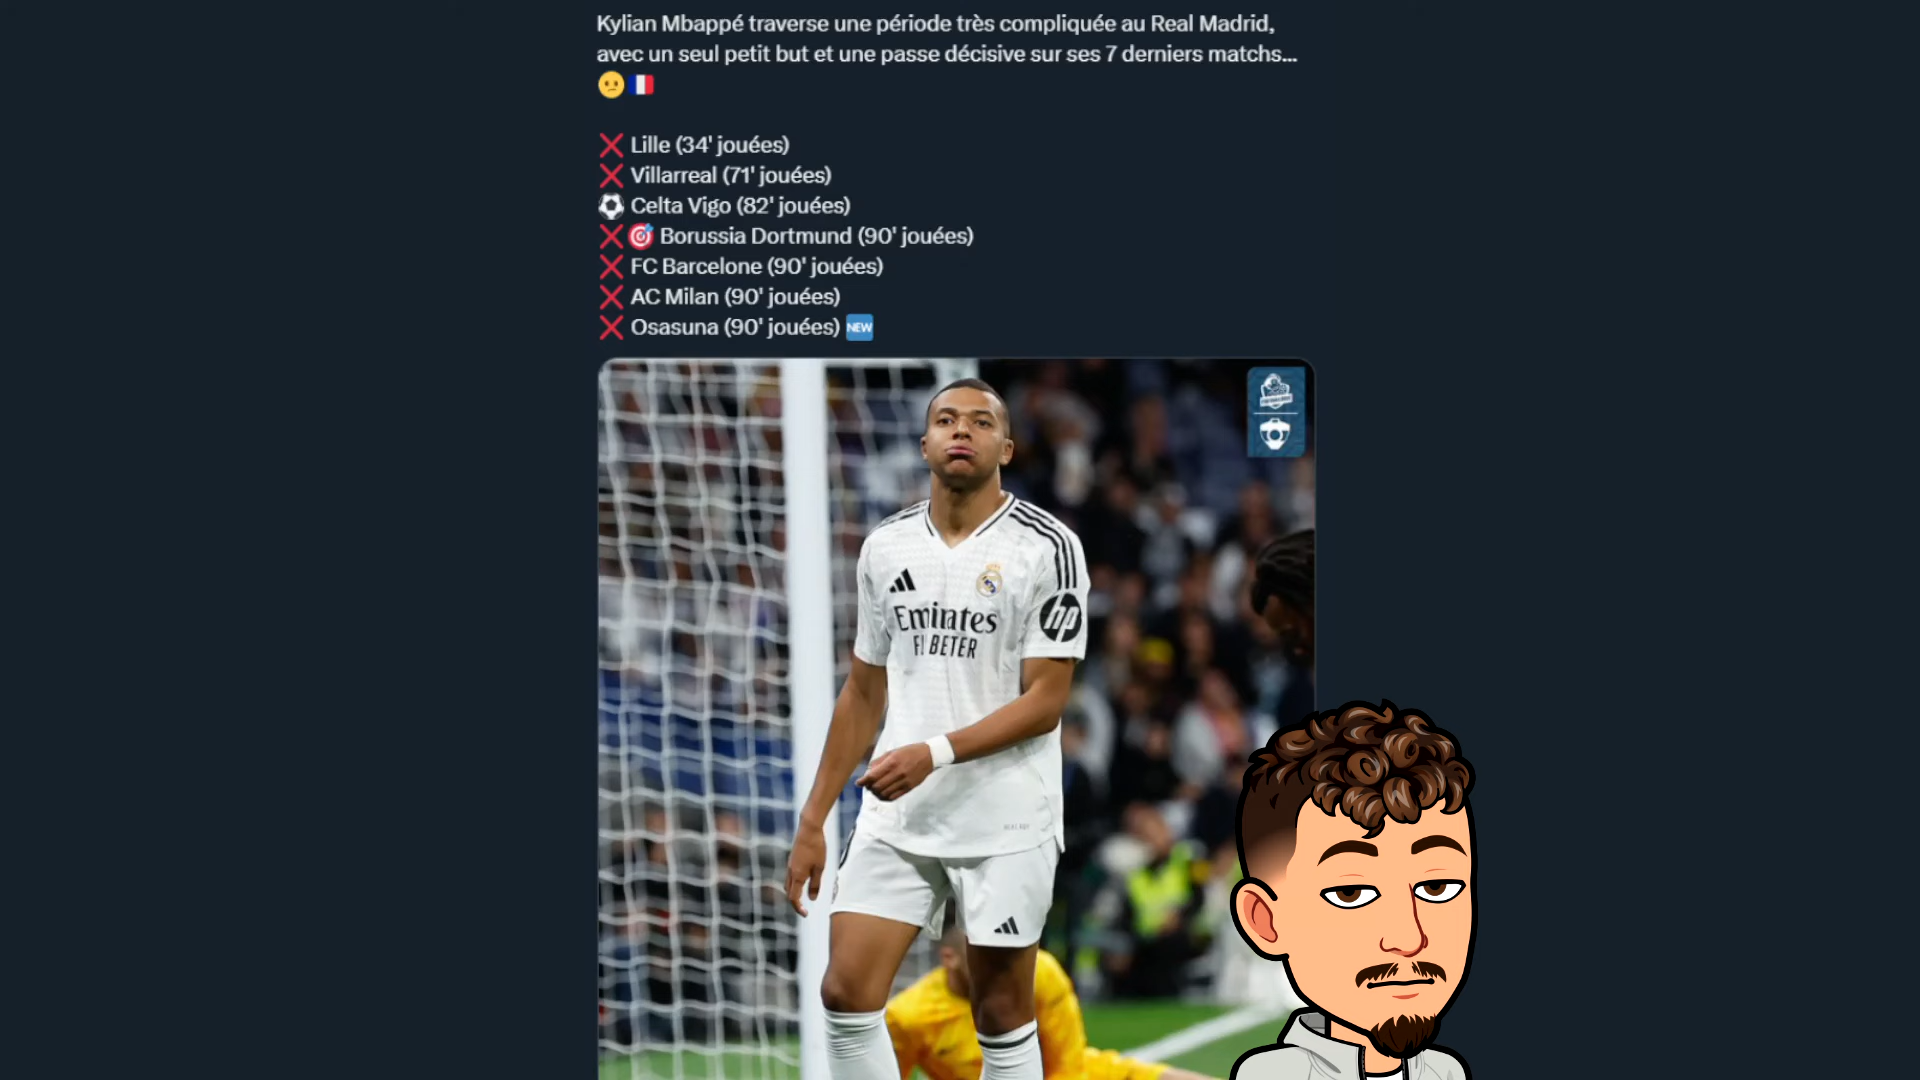 Kylian Mbappé traverse une période très compliquée au Real Madrid,
avec un seul petit but et une passe décisive sur ses 7 derniers matchs...
😕🇫🇷
❌ Lille (34' jouées)
❌ Villarreal (71' jouées)
⚽ Celta Vigo (82' jouées)
❌🎯 Borussia Dortmund (90' jouées)
❌ FC Barcelone (90' jouées)
❌ AC Milan (90' jouées)
❌ Osasuna (90' jouées) 🆕
Emirates
FLY BETTER
hp